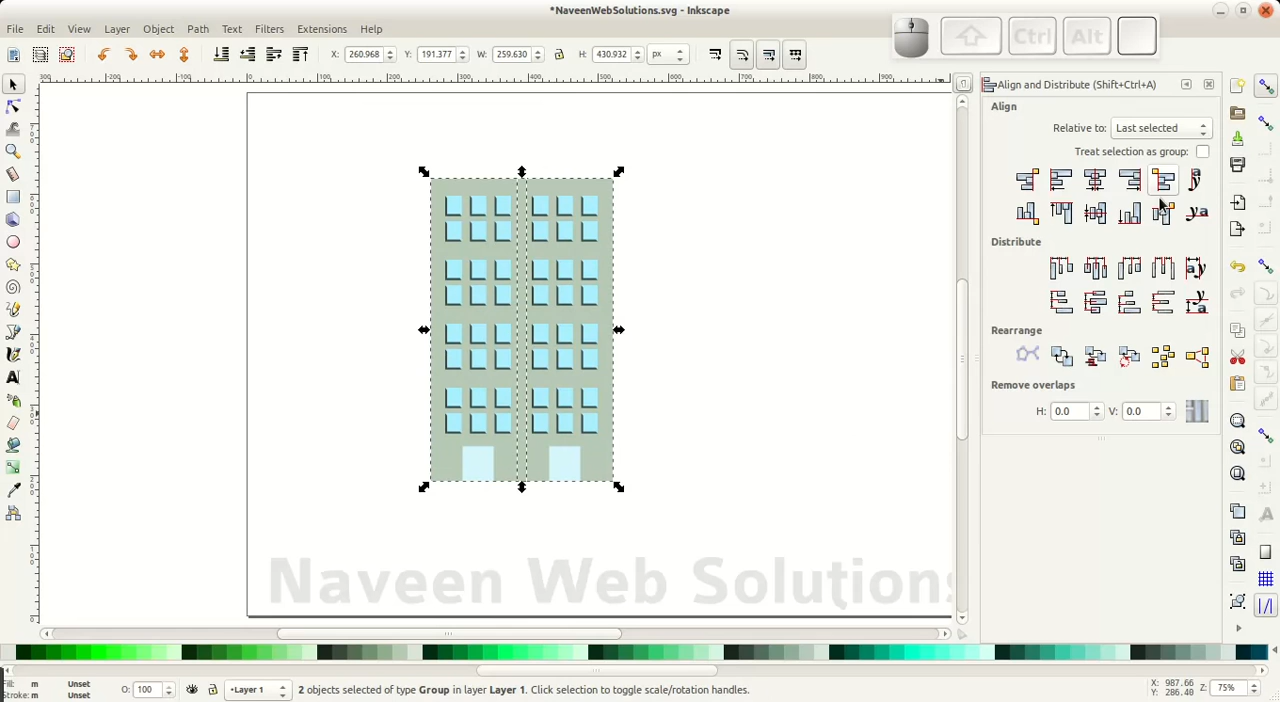 *NaveenWebSolutions.svg - Inkscape
Ctrl Alt
File Edit View Layer Object Path Text Filters Extensions Help
X: 260.968 Y: 191.377 W: 259.630 H: 430.932 px
Align and Distribute (Shift+Ctrl+A)
Align
Relative to: Last selected
Treat selection as group:
Distribute
Rearrange
Remove overlaps
H: 0.0 V: 0.0
Naveen Web Solutions
Fill: m Unset
Stroke: m Unset
O: 100
•Layer 1
2 objects selected of type Group in layer Layer 1. Click selection to toggle scale/rotation handles.
X: 987.66
Y: 286.40
Z: 75%